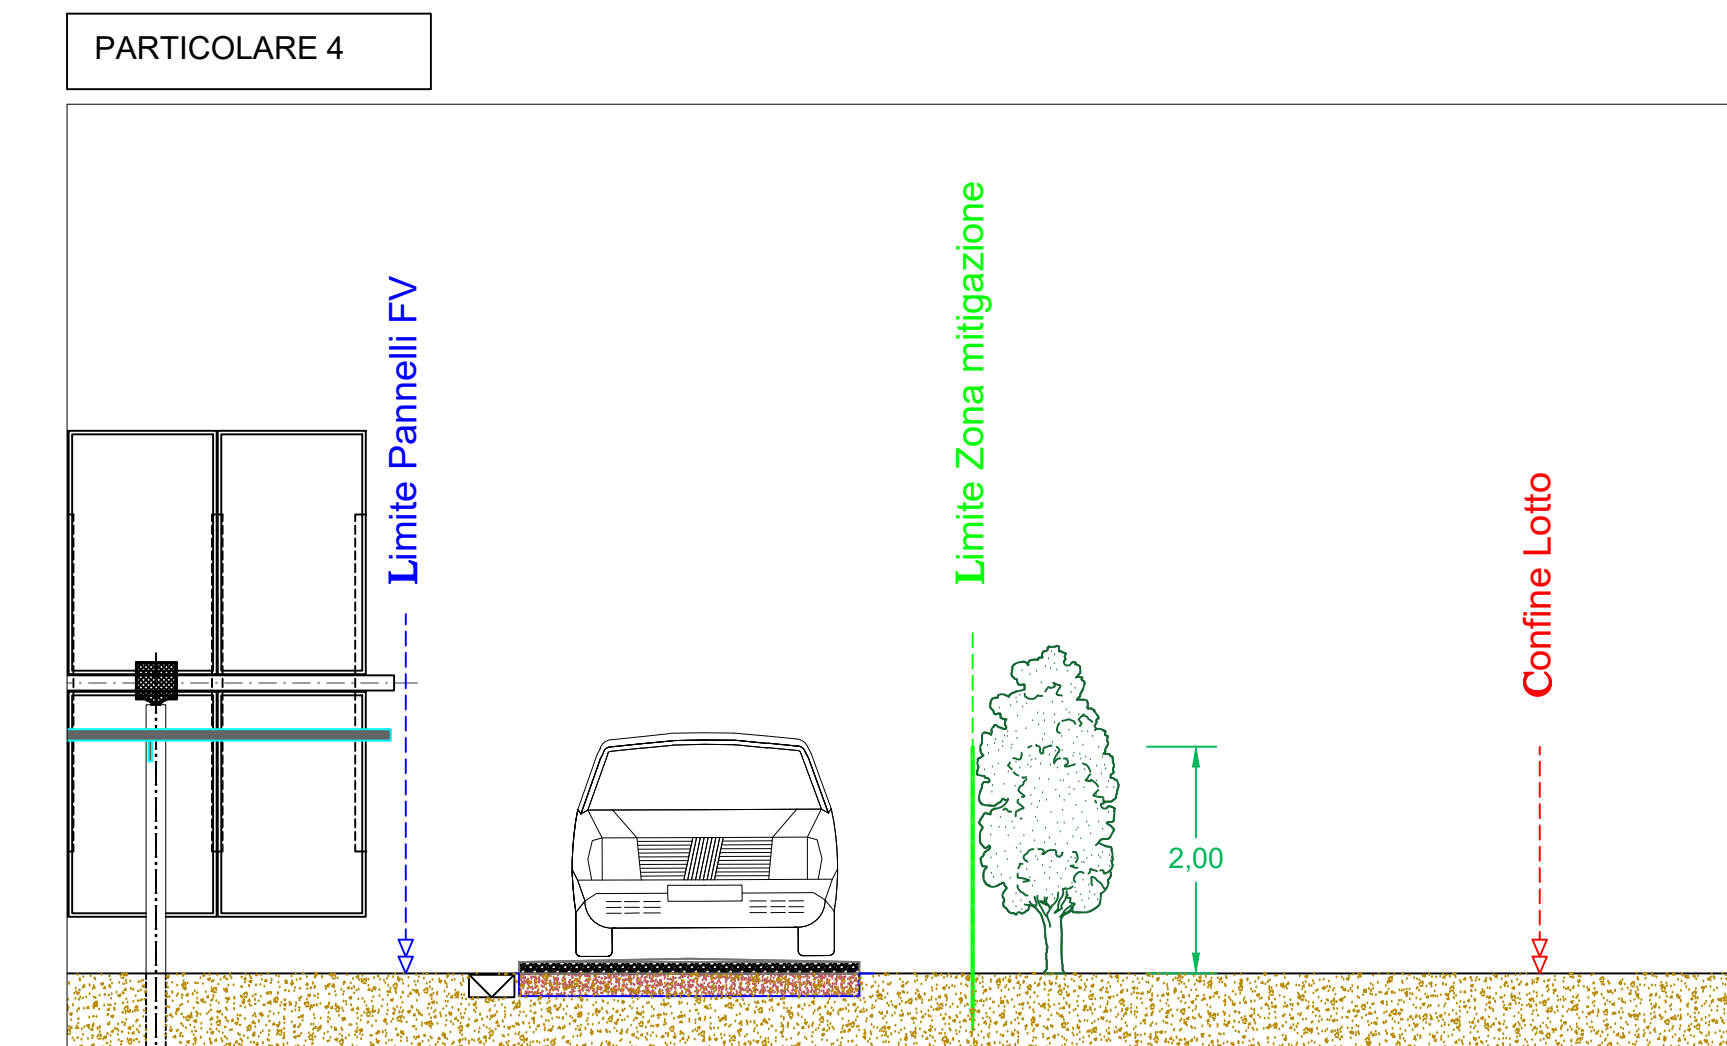 PARTICOLARE 4
Limite Pannelli FV
Limite Zona mitigazione
Confine Lotto
2,00